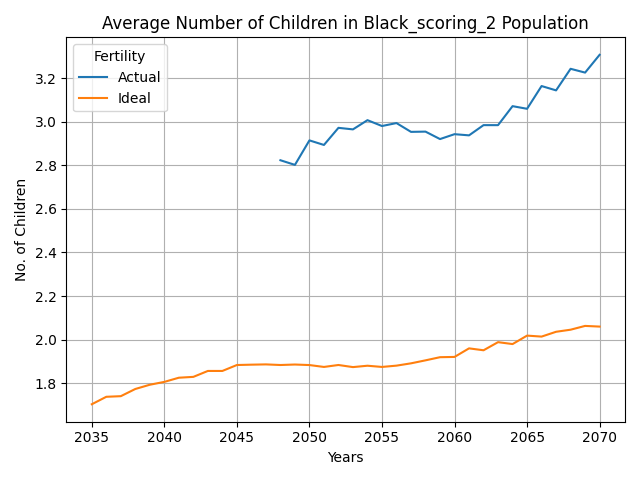 Average Number of Children in Black_scoring_2 Population
Fertility
Actual
Ideal
No. of Children
3.2
3.0
2.8
2.6
2.4
2.2
2.0
1.8
2035 2040 2045 2050 2055 2060 2065 2070
Years